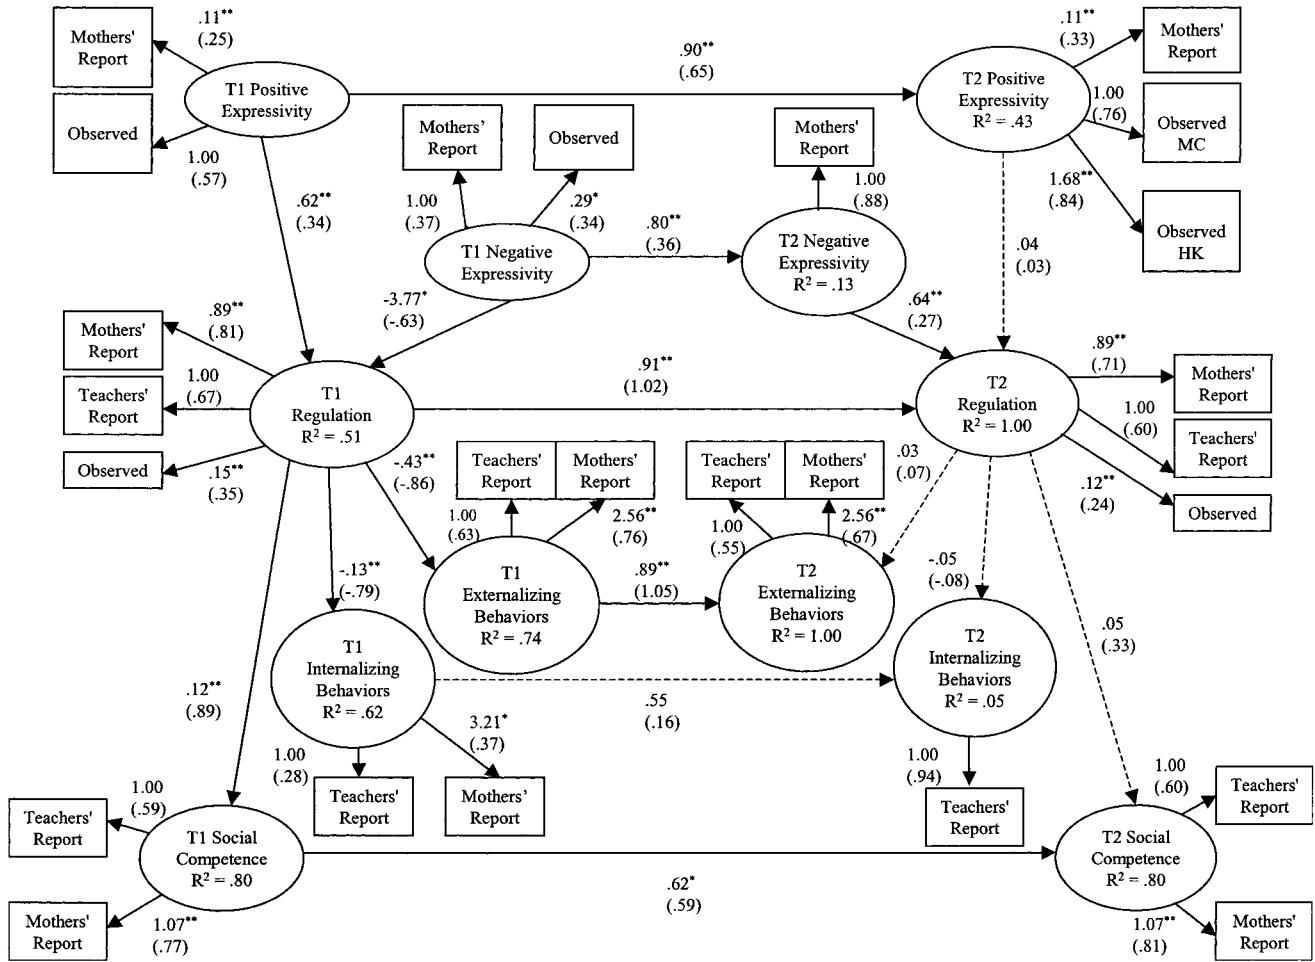 .11**
(.25)
Mothers'
Report
Observed
1.00
(.57)
T1 Positive
Expressivity
.90**
(.65)
T2 Positive
Expressivity
R² = .43
.11**
(.33)
Mothers'
Report
1.00
(.76)
Observed
MC
1.68**
(.84)
Observed
HK
Mothers’
Report
Observed
1.00
(.37)
.29*
(.34)
T1 Negative
Expressivity
.80**
(.36)
Mothers'
Report
1.00
(.88)
T2 Negative
Expressivity
R² = .13
.62**
(.34)
-3.77*
(-.63)
.64**
(.27)
.04
(.03)
Mothers'
Report
.89**
(.81)
Teachers'
Report
1.00
(.67)
Observed
.15**
(.35)
T1
Regulation
R² = .51
.91**
(1.02)
T2
Regulation
R² = 1.00
.89**
(.71)
Mothers'
Report
1.00
(.60)
Teachers'
Report
.12**
(.24)
Observed
-.43**
(-.86)
Teachers'
Report
Mothers'
Report
1.00
(.63)
2.56**
(.76)
T1
Externalizing
Behaviors
R² = .74
.89**
(1.05)
Teachers'
Report
Mothers'
Report
1.00
(.55)
2.56**
(.67)
T2
Externalizing
Behaviors
R² = 1.00
.03
(.07)
-.05
(-.08)
.05
(.33)
-.13**
(-.79)
T1
Internalizing
Behaviors
R² = .62
.55
(.16)
T2
Internalizing
Behaviors
R² = .05
.12**
(.89)
1.00
(.28)
Teachers'
Report
3.21*
(.37)
Mothers’
Report
1.00
(.94)
Teachers'
Report
Teachers'
Report
1.00
(.59)
T1 Social
Competence
R² = .80
Mothers'
Report
1.07**
(.77)
.62*
(.59)
T2 Social
Competence
R² = .80
1.00
(.60)
Teachers'
Report
1.07**
(.81)
Mothers'
Report